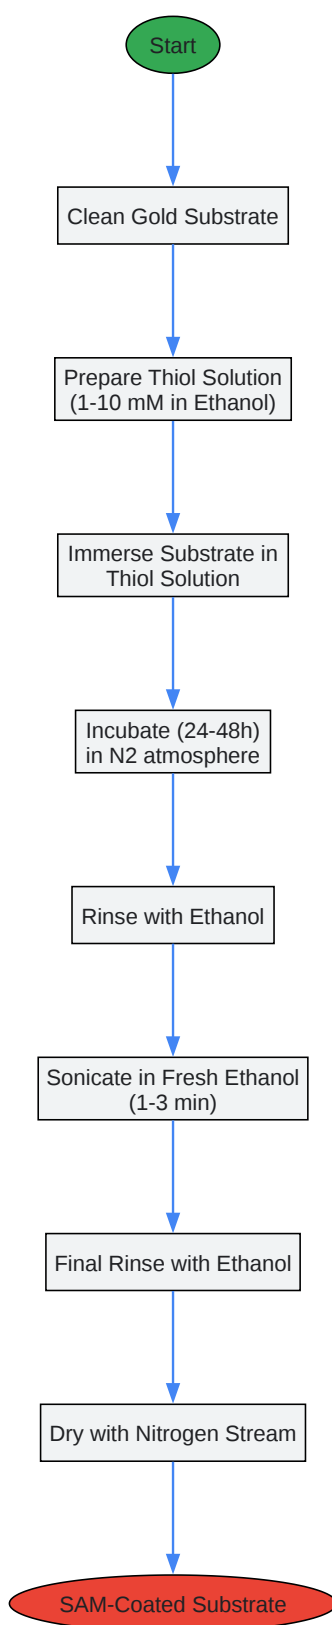 Start
Clean Gold Substrate
Prepare Thiol Solution
(1-10 mM in Ethanol)
Immerse Substrate in
Thiol Solution
Incubate (24-48h)
in N2 atmosphere
Rinse with Ethanol
Sonicate in Fresh Ethanol
(1-3 min)
Final Rinse with Ethanol
Dry with Nitrogen Stream
SAM-Coated Substrate